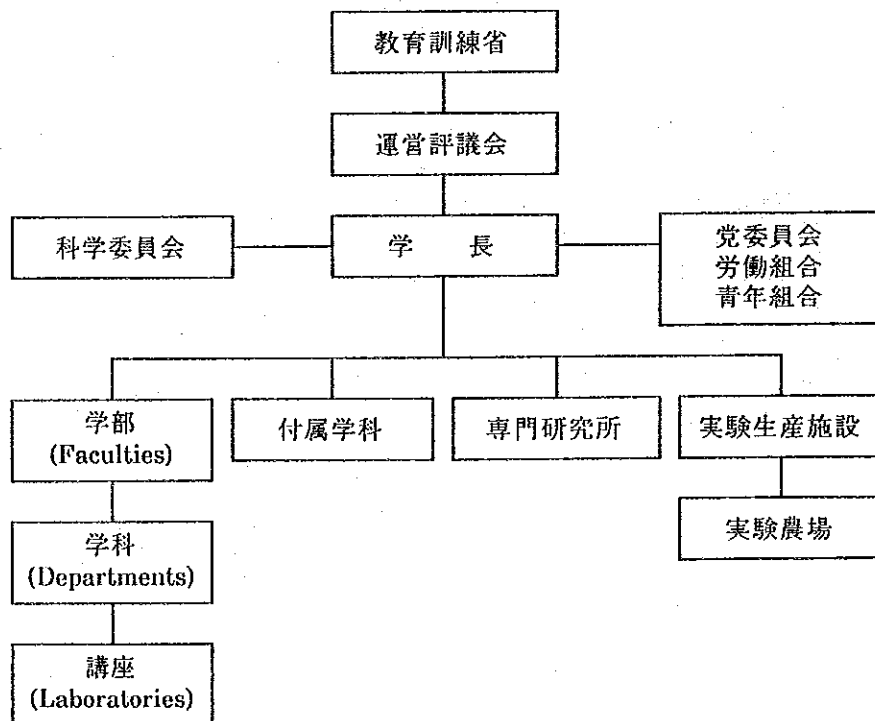 教育訓練省
運営評議会
科学委員会
学 長
党委員会
労働組合
青年組合
学部
(Faculties)
付属学科
専門研究所
実験生産施設
学科
(Departments)
実験農場
講座
(Laboratories)